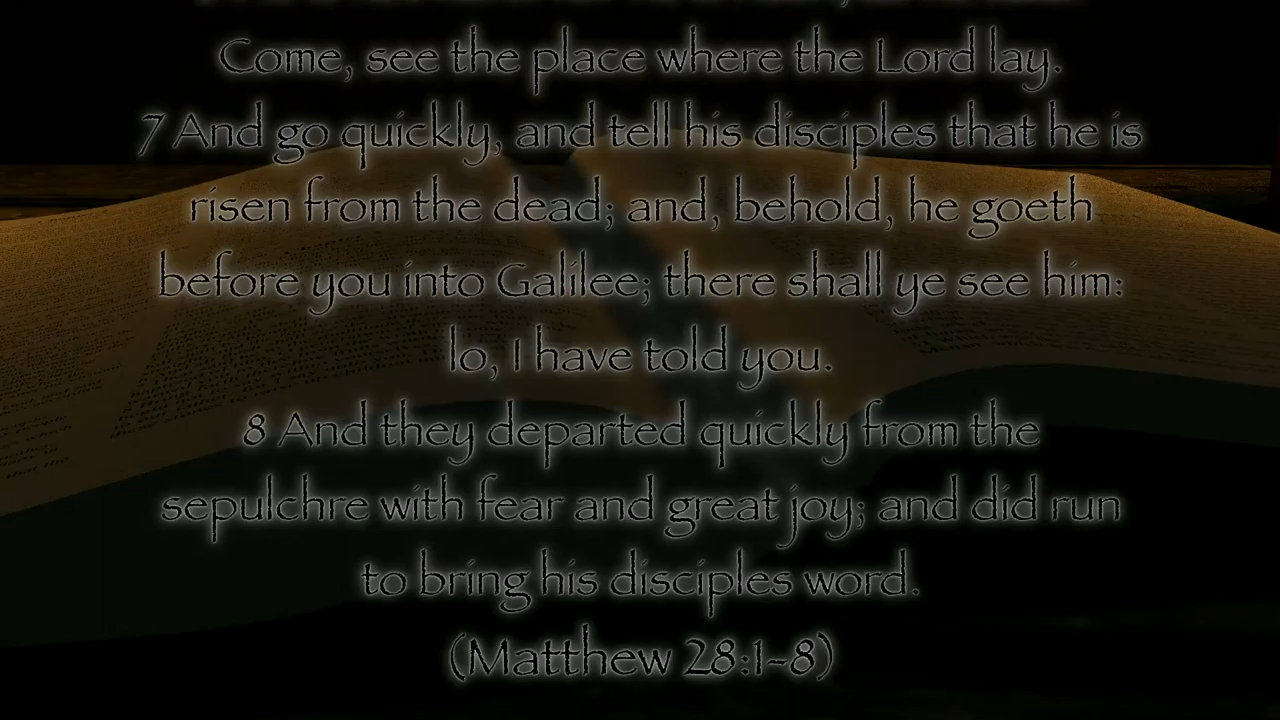 Come, see the place where the Lord lay.
7 And go quickly, and tell his disciples that he is
risen from the dead; and, behold, he goeth
before you into Galilee; there shall ye see him:
lo, I have told you.
8 And they departed quickly from the
sepulchre with fear and great joy; and did run
to bring his disciples word.
(Matthew 28:1-8)